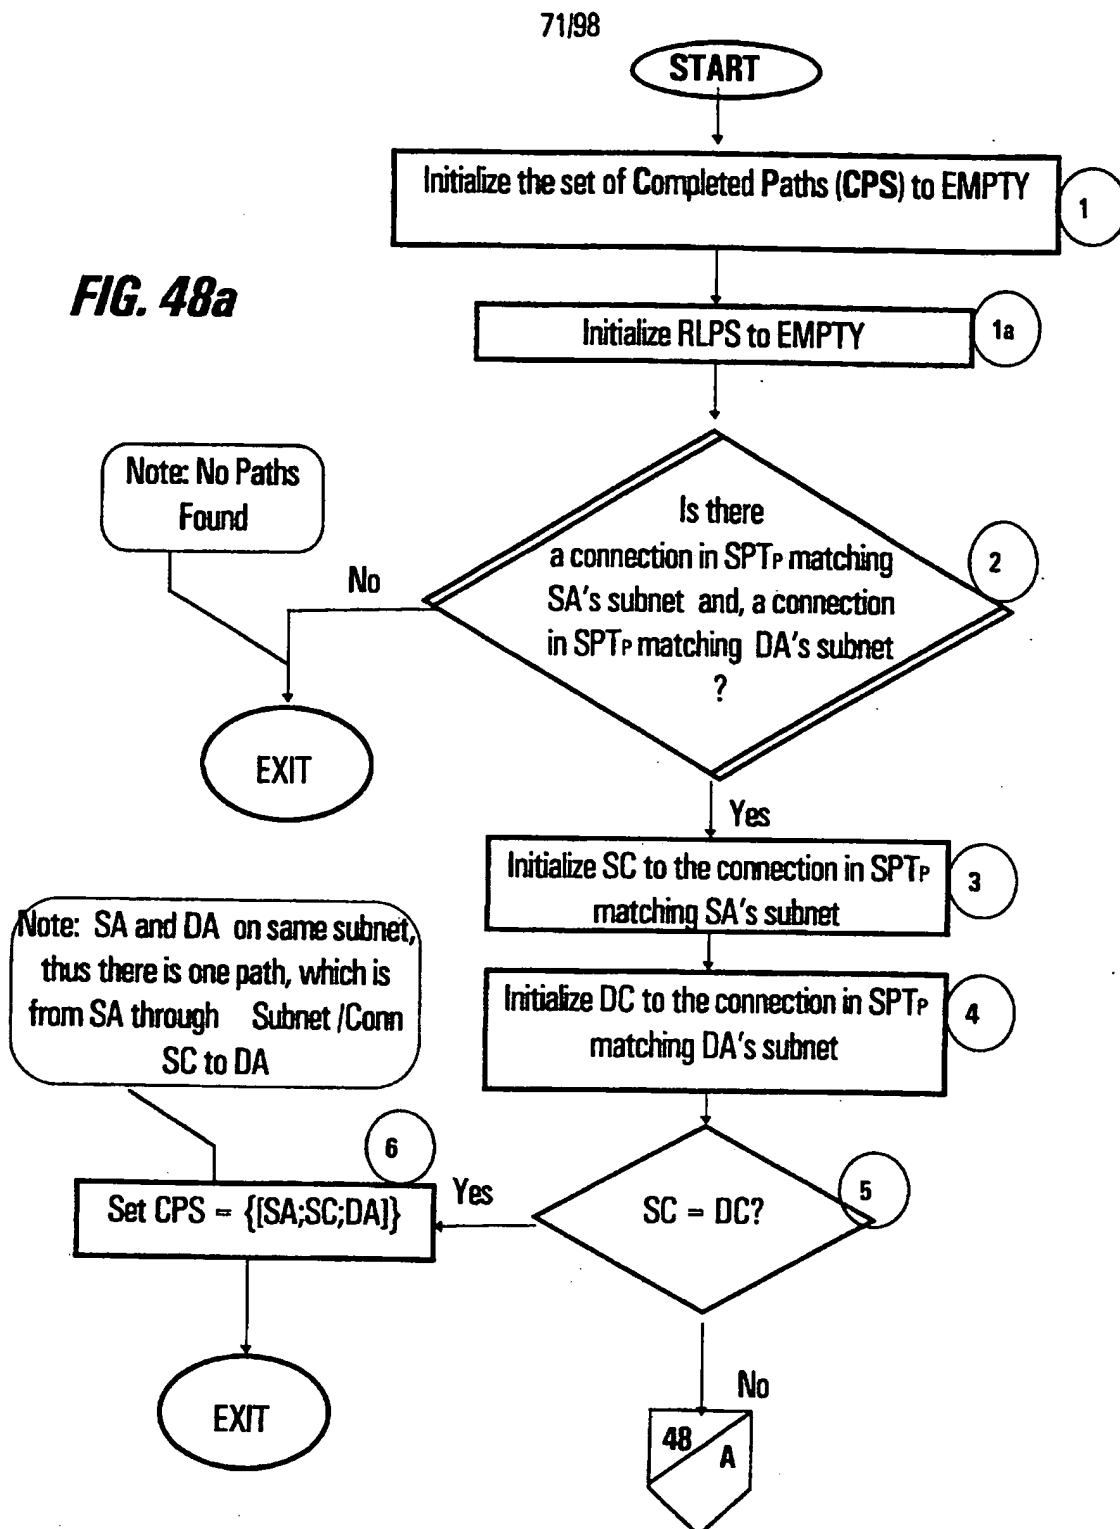 71/98
START
Initialize the set of Completed Paths (CPS) to EMPTY
1
FIG. 48a
Initialize RLPS to EMPTY
1a
Note: No Paths
Found
Is there
a connection in SPTP matching
SA's subnet and, a connection
in SPTP matching DA's subnet
?
2
No
EXIT
Yes
Initialize SC to the connection in SPTP
matching SA's subnet
3
Note: SA and DA on same subnet,
thus there is one path, which is
from SA through Subnet /Conn
SC to DA
Initialize DC to the connection in SPTP
matching DA's subnet
4
6
Set CPS = {[SA;SC;DA]}
Yes
SC = DC?
5
EXIT
No
48
A